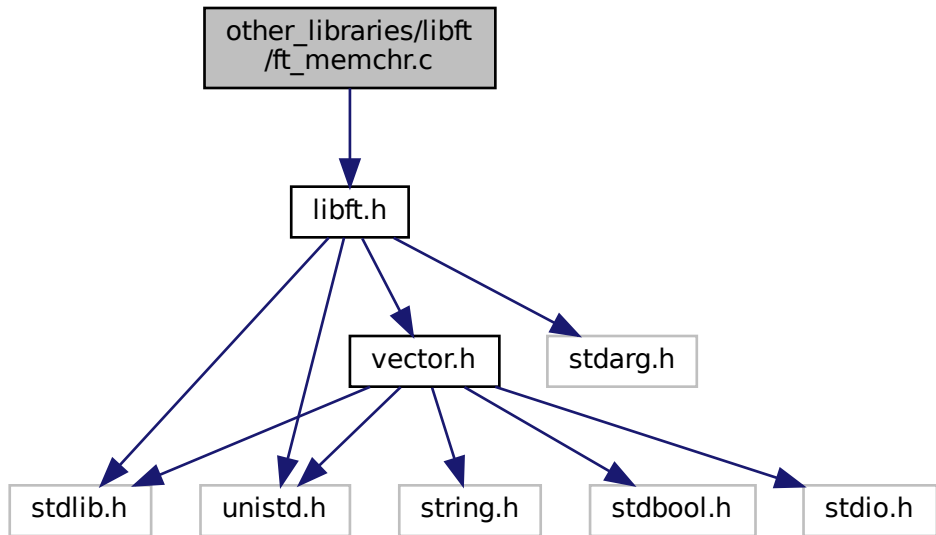 other_libraries/libft
/ft_memchr.c
libft.h
vector.h
stdarg.h
stdlib.h
unistd.h
string.h
stdbool.h
stdio.h